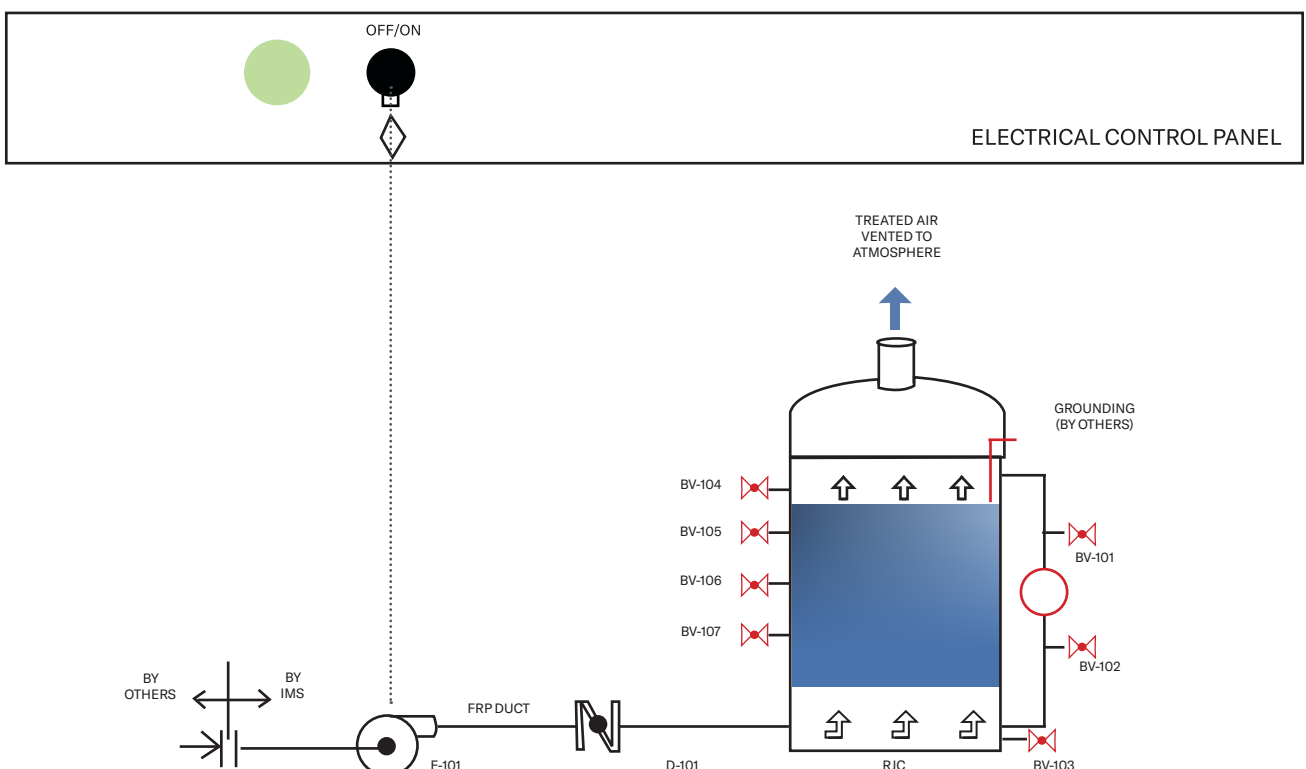 OFF/ON
ELECTRICAL CONTROL PANEL
TREATED AIR
VENTED TO
ATMOSPHERE
GROUNDING
(BY OTHERS)
BV-104
BV-105
BV-101
BV-106
BV-107
BV-102
BY
OTHERS
BY
IMS
FRP DUCT
D-101
BV-103